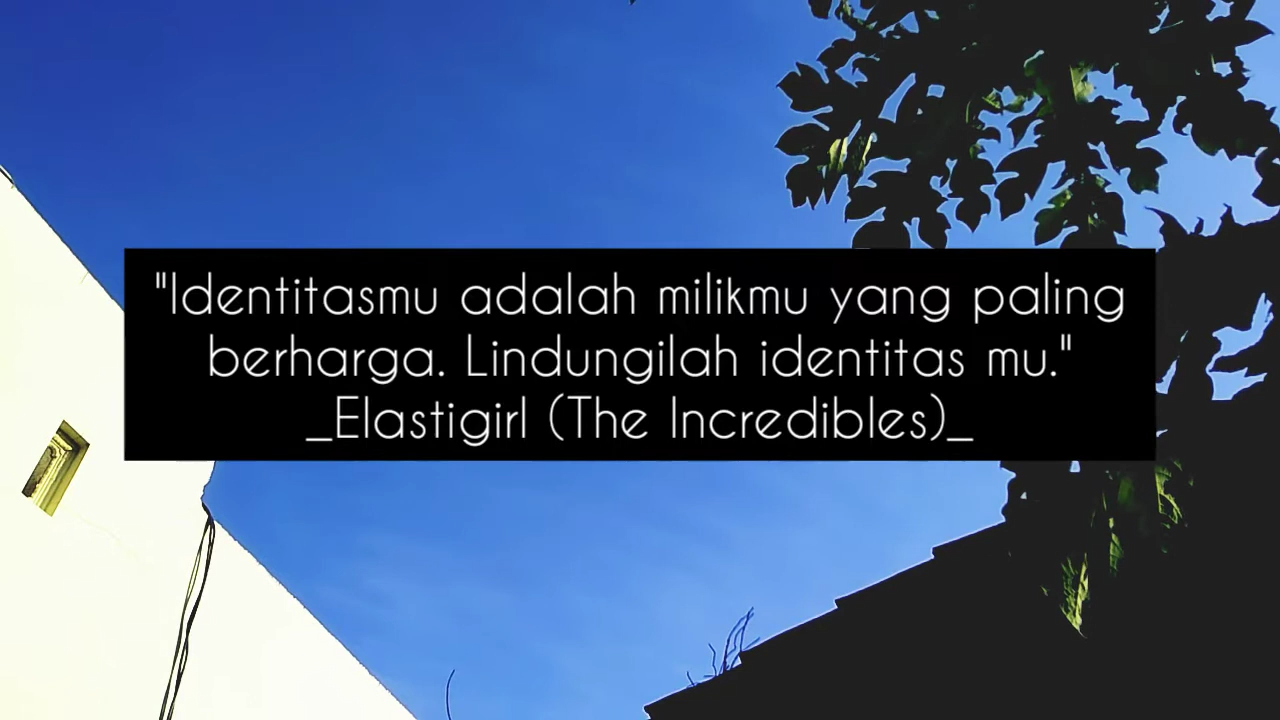 "Identitasmu adalah milikmu yang paling
berharga. Lindungilah identitas mu."
_Elastigirl (The Incredibles)_